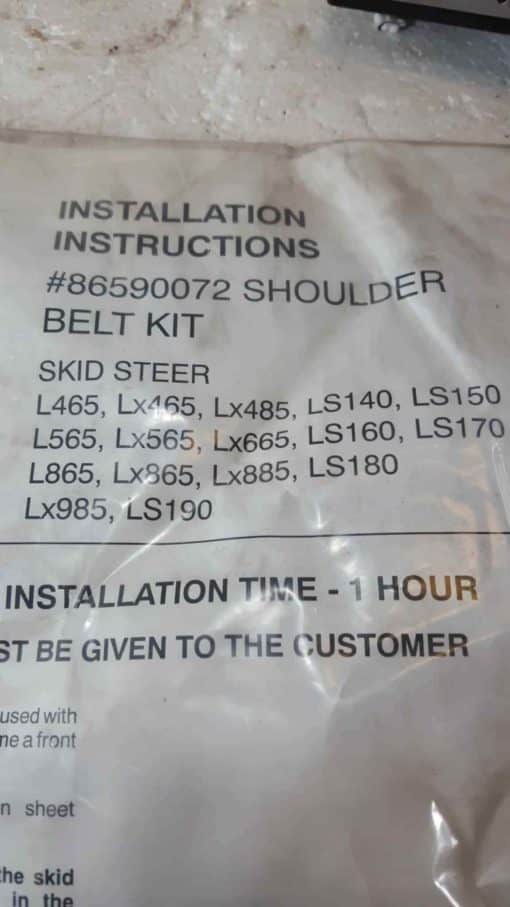 INSTALLATION
INSTRUCTIONS
#86590072 SHOULDER
BELT KIT
SKID STEER
L465, Lx465, Lx485, LS140, LS150
L565, Lx565, Lx665, LS160, LS170
L865, Lx865, Lx885, LS180
Lx985, LS190
INSTALLATION TIME - 1 HOUR
ST BE GIVEN TO THE CUSTOMER
used with
me a front
n sheet
the skid
in the